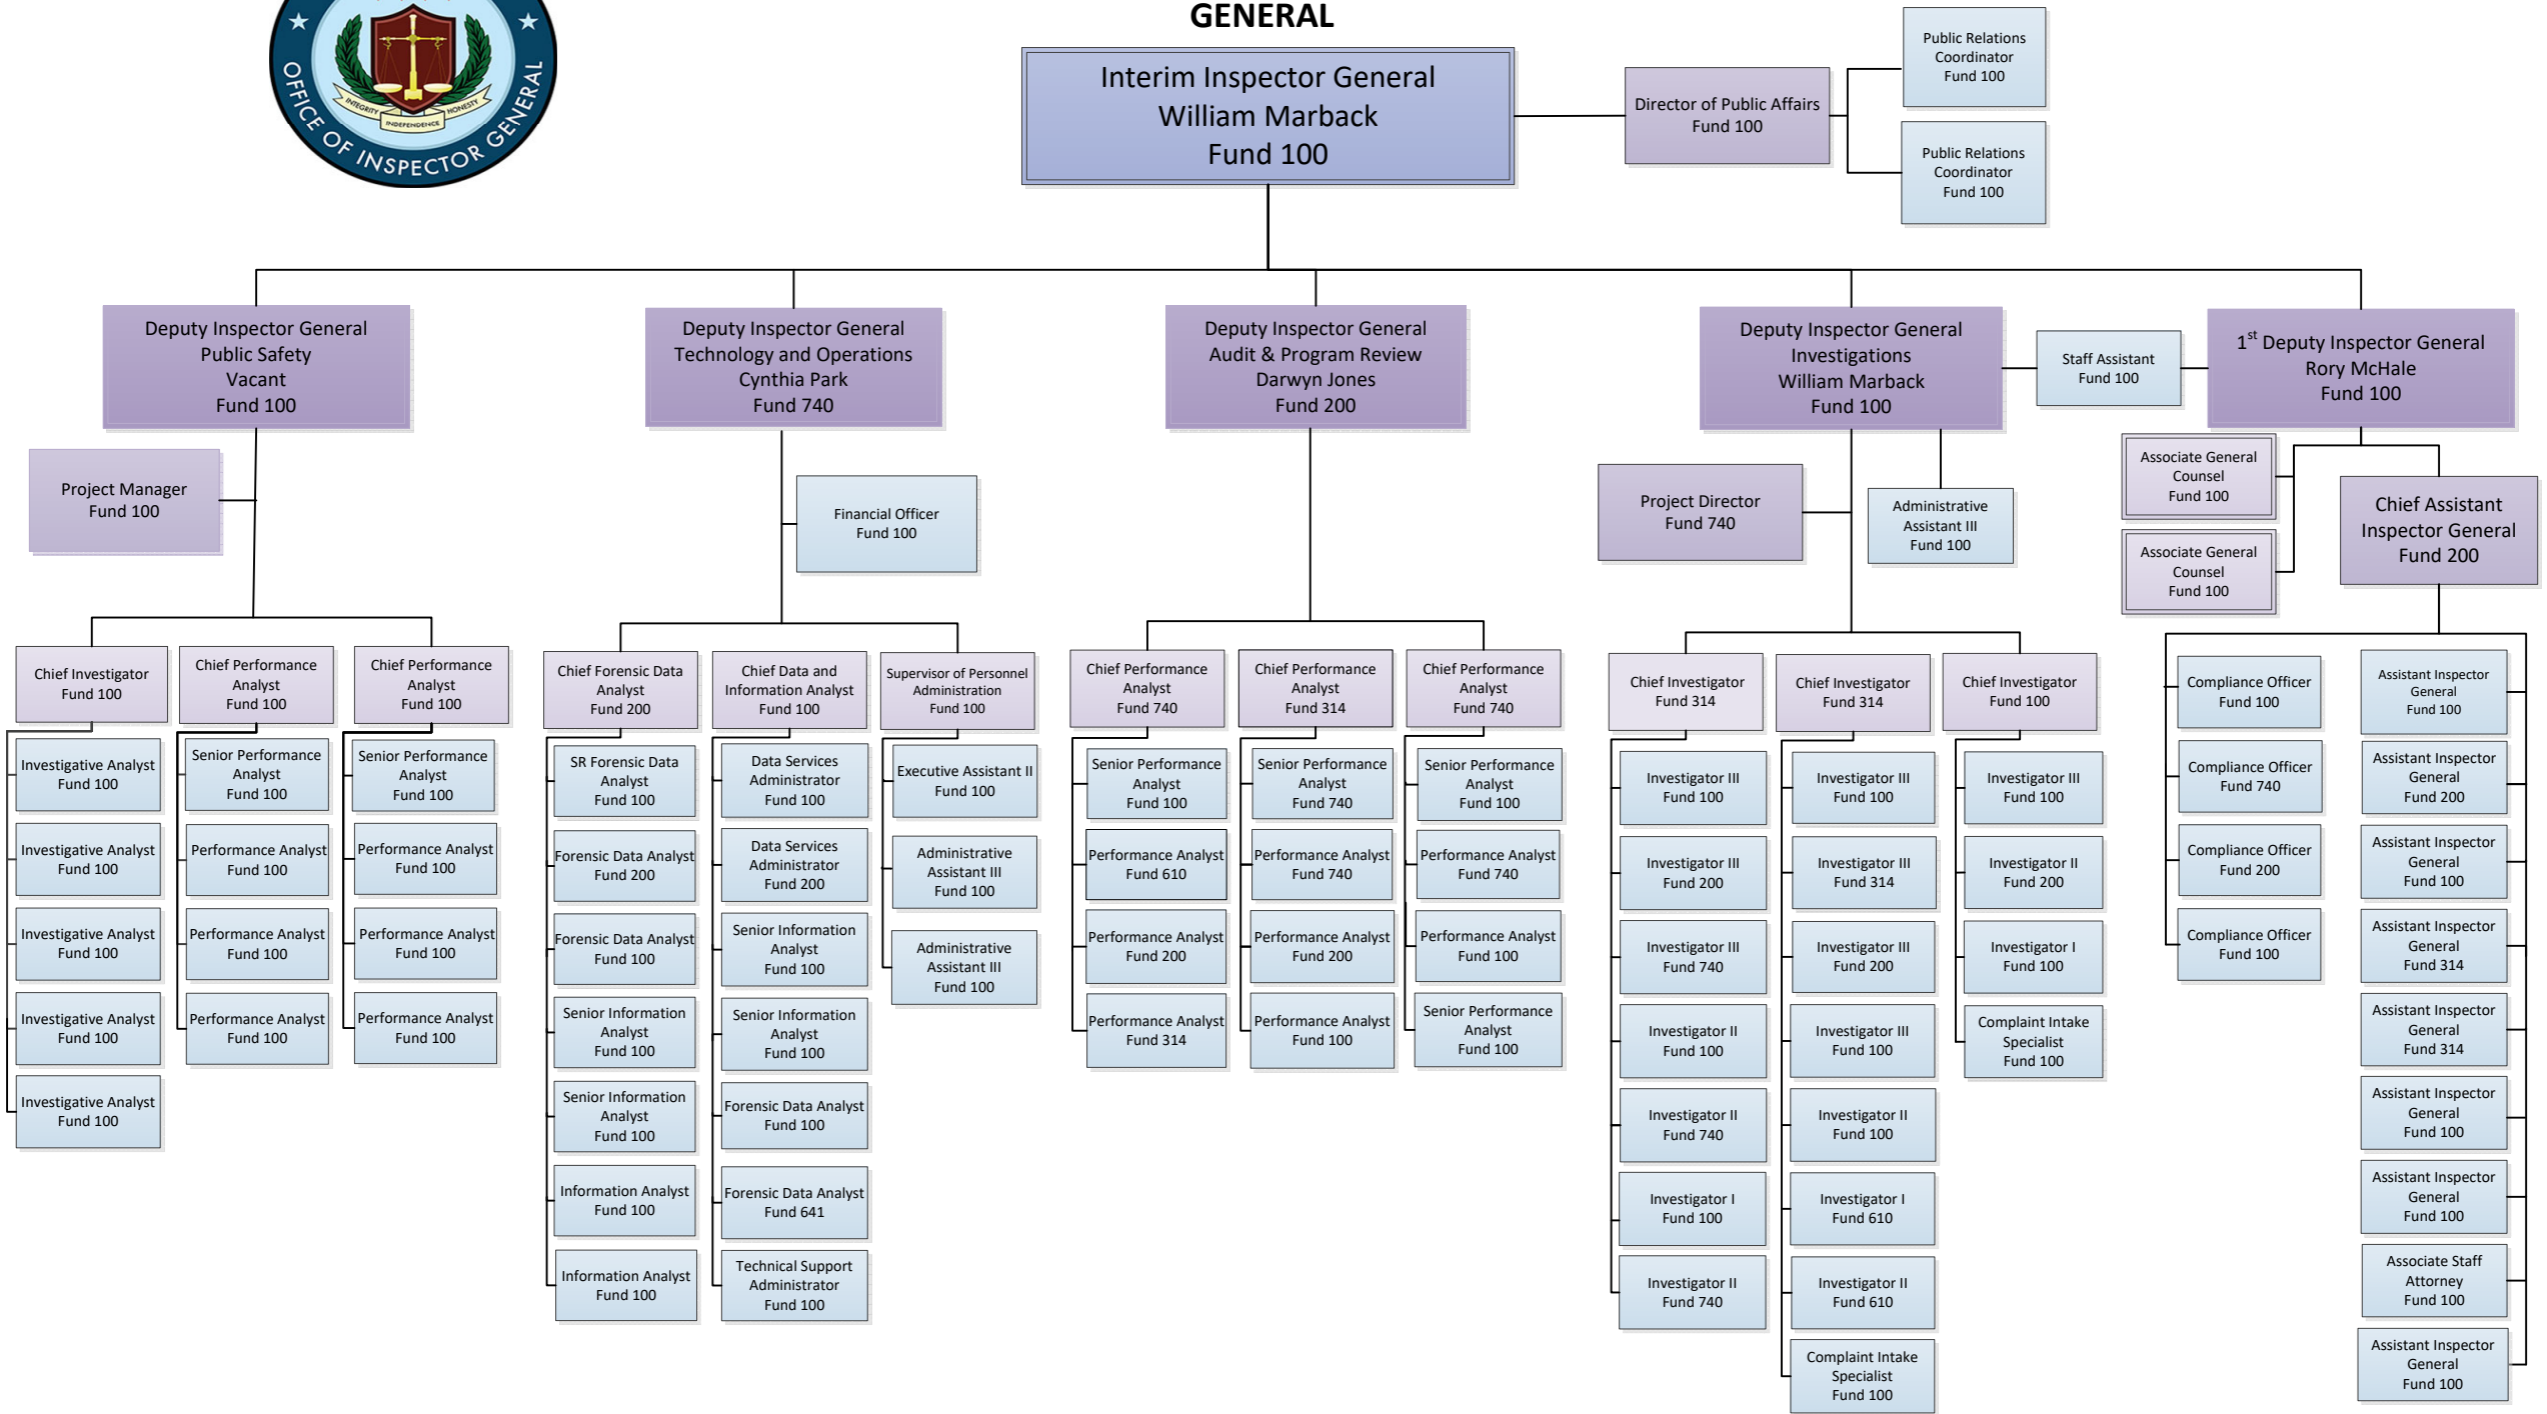 GENERAL
OFFICE OF INSPECTOR GENERAL
INTEGRITY
INDEPENDENCE
HONESTY
Interim Inspector General
William Marback
Fund 100
Director of Public Affairs
Fund 100
Public Relations
Coordinator
Fund 100
Public Relations
Coordinator
Fund 100
Deputy Inspector General
Public Safety
Vacant
Fund 100
Deputy Inspector General
Technology and Operations
Cynthia Park
Fund 740
Deputy Inspector General
Audit & Program Review
Darwyn Jones
Fund 200
Deputy Inspector General
Investigations
William Marback
Fund 100
Staff Assistant
Fund 100
1st Deputy Inspector General
Rory McHale
Fund 100
Project Manager
Fund 100
Financial Officer
Fund 100
Project Director
Fund 740
Administrative
Assistant III
Fund 100
Associate General
Counsel
Fund 100
Associate General
Counsel
Fund 100
Chief Assistant
Inspector General
Fund 200
Chief Investigator
Fund 100
Investigative Analyst
Fund 100
Investigative Analyst
Fund 100
Investigative Analyst
Fund 100
Investigative Analyst
Fund 100
Investigative Analyst
Fund 100
Chief Performance
Analyst
Fund 100
Senior Performance
Analyst
Fund 100
Performance Analyst
Fund 100
Performance Analyst
Fund 100
Performance Analyst
Fund 100
Chief Performance
Analyst
Fund 100
Senior Performance
Analyst
Fund 100
Performance Analyst
Fund 100
Performance Analyst
Fund 100
Performance Analyst
Fund 100
Chief Forensic Data
Analyst
Fund 200
SR Forensic Data
Analyst
Fund 100
Forensic Data Analyst
Fund 200
Forensic Data Analyst
Fund 100
Senior Information
Analyst
Fund 100
Senior Information
Analyst
Fund 100
Information Analyst
Fund 100
Information Analyst
Fund 100
Chief Data and
Information Analyst
Fund 100
Data Services
Administrator
Fund 100
Data Services
Administrator
Fund 200
Senior Information
Analyst
Fund 100
Senior Information
Analyst
Fund 100
Forensic Data Analyst
Fund 100
Forensic Data Analyst
Fund 641
Technical Support
Administrator
Fund 100
Supervisor of Personnel
Administration
Fund 100
Executive Assistant II
Fund 100
Administrative
Assistant III
Fund 100
Administrative
Assistant III
Fund 100
Chief Performance
Analyst
Fund 740
Senior Performance
Analyst
Fund 100
Performance Analyst
Fund 610
Performance Analyst
Fund 200
Performance Analyst
Fund 314
Chief Performance
Analyst
Fund 314
Senior Performance
Analyst
Fund 740
Performance Analyst
Fund 740
Performance Analyst
Fund 200
Performance Analyst
Fund 100
Chief Performance
Analyst
Fund 740
Senior Performance
Analyst
Fund 100
Performance Analyst
Fund 740
Performance Analyst
Fund 100
Senior Performance
Analyst
Fund 100
Chief Investigator
Fund 314
Investigator III
Fund 100
Investigator III
Fund 200
Investigator III
Fund 740
Investigator II
Fund 100
Investigator II
Fund 740
Investigator I
Fund 100
Investigator II
Fund 740
Chief Investigator
Fund 314
Investigator III
Fund 100
Investigator III
Fund 314
Investigator III
Fund 200
Investigator III
Fund 100
Investigator II
Fund 100
Investigator I
Fund 610
Investigator II
Fund 610
Complaint Intake
Specialist
Fund 100
Chief Investigator
Fund 100
Investigator III
Fund 100
Investigator II
Fund 200
Investigator I
Fund 100
Complaint Intake
Specialist
Fund 100
Compliance Officer
Fund 100
Compliance Officer
Fund 740
Compliance Officer
Fund 200
Compliance Officer
Fund 100
Assistant Inspector
General
Fund 100
Assistant Inspector
General
Fund 200
Assistant Inspector
General
Fund 100
Assistant Inspector
General
Fund 314
Assistant Inspector
General
Fund 314
Assistant Inspector
General
Fund 100
Assistant Inspector
General
Fund 100
Associate Staff
Attorney
Fund 100
Assistant Inspector
General
Fund 100